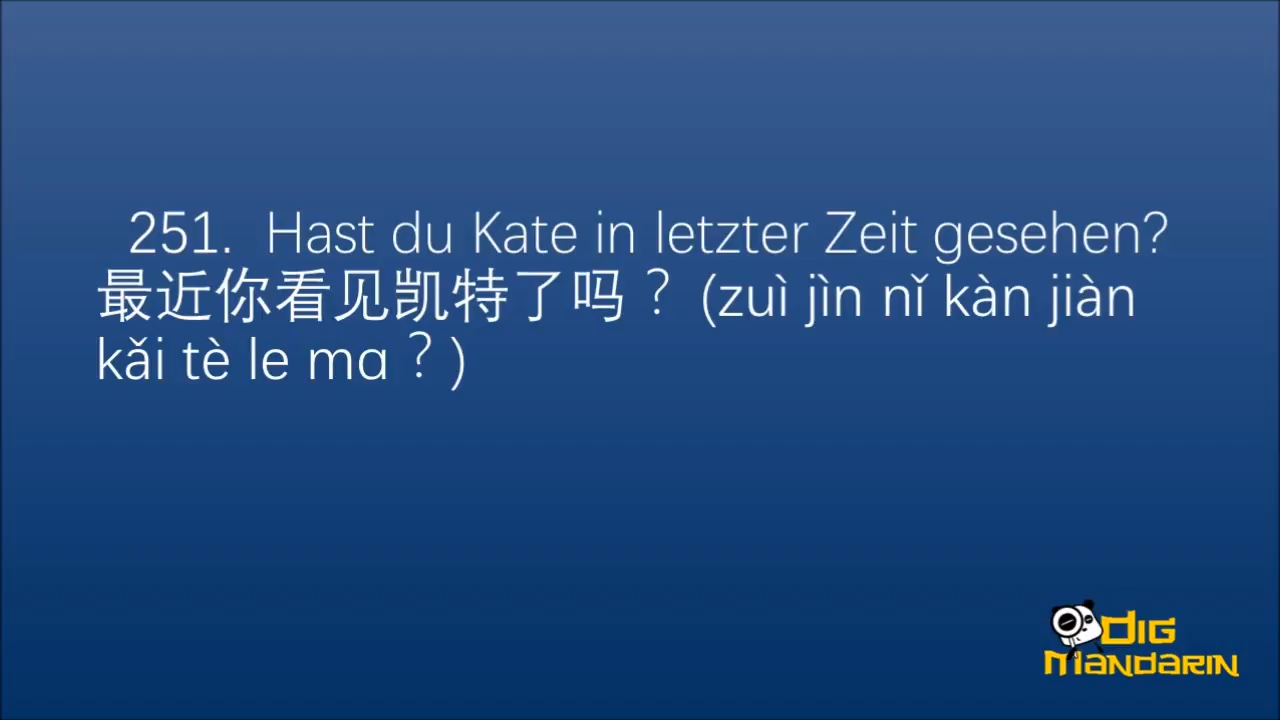 251. Hast du Kate in letzter Zeit gesehen?
最近你看见凯特了吗？(zuì jìn nǐ kàn jiàn
kǎi tè le mɑ？)
DIG
MANDARIN